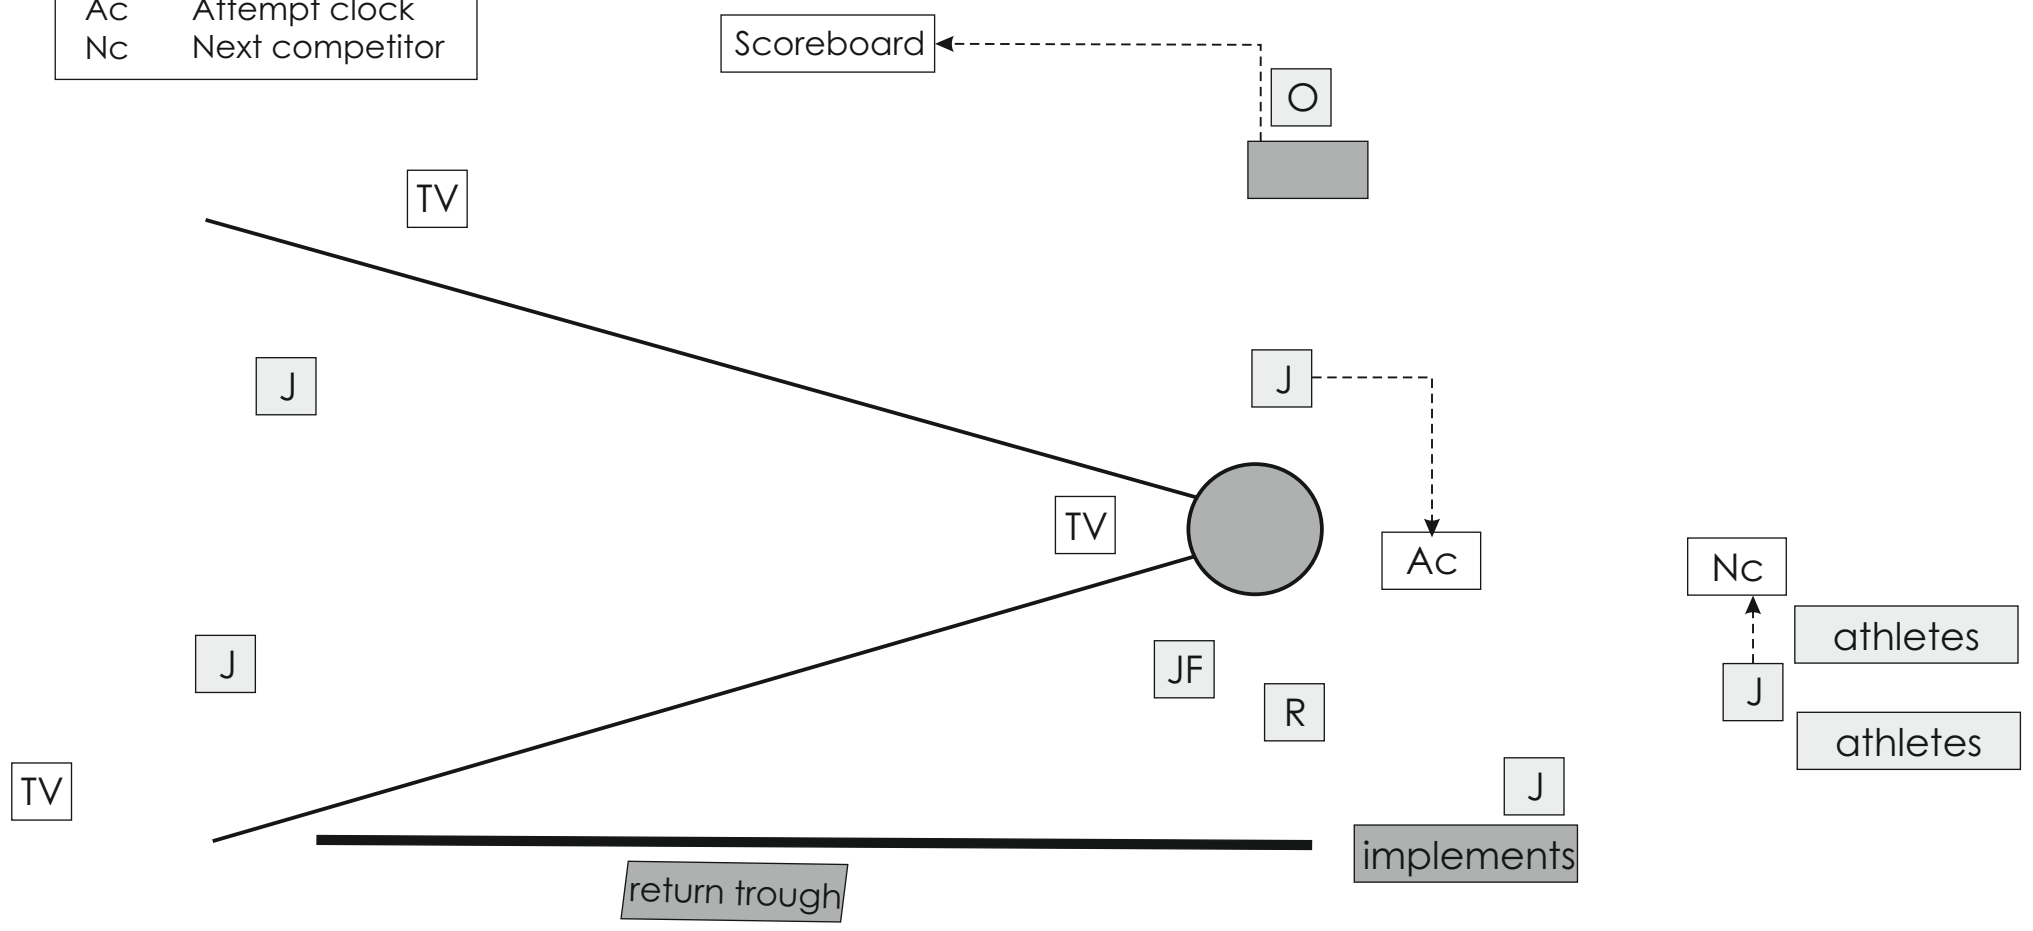 Ac Attempt clock
Nc Next competitor
Scoreboard
O
TV
J
J
TV
Ac
Nc
athletes
J
JF
J
R
athletes
TV
J
implements
return trough